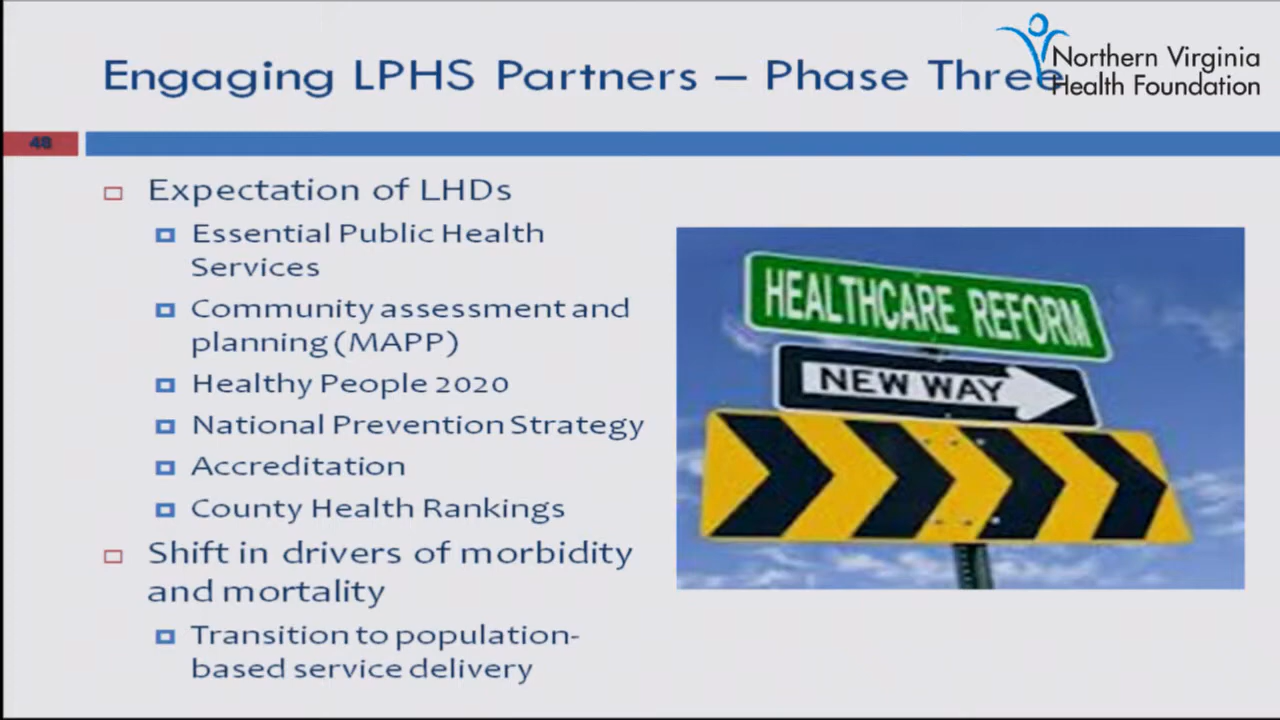 Engaging LPHS Partners – Phase Three
Northern Virginia
Health Foundation
48
Expectation of LHDs
Essential Public Health
Services
Community assessment and
planning (MAPP)
Healthy People 2020
National Prevention Strategy
Accreditation
County Health Rankings
Shift in drivers of morbidity
and mortality
Transition to population-
based service delivery
HEALTHCARE REFORM
NEW WAY